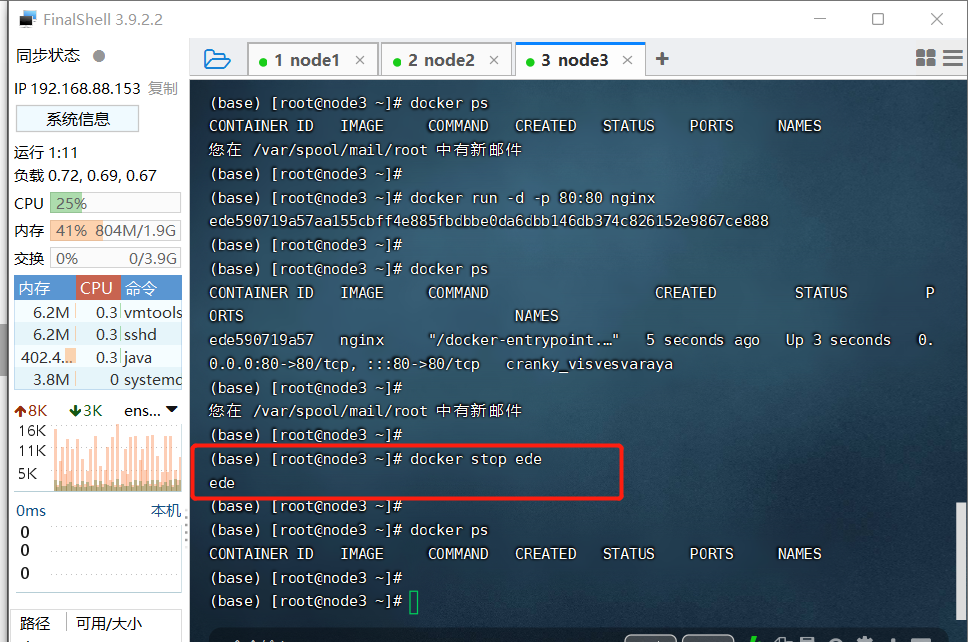 FinalShell 3.9.2.2
同步状态
IP 192.168.88.153 复制
系统信息
运行 1:11
负载 0.72, 0.69, 0.67
CPU 25%
内存 41% 804M/1.9G
交换 0% 0/3.9G
内存 CPU 命令
6.2M 0.3 vmtools
6.2M 0.3 sshd
402.4... 0.3 java
3.8M 0 systemd
8K 3K ens...
16K
11K
5K
0ms 本机
0
0
0
路径 可用/大小
1 node1
2 node2
3 node3
(base) [root@node3 ~]# docker ps
CONTAINER ID IMAGE COMMAND CREATED STATUS PORTS NAMES
您在 /var/spool/mail/root 中有新邮件
(base) [root@node3 ~]#
(base) [root@node3 ~]# docker run -d -p 80:80 nginx
ede590719a57aa155cbff4e885fbdbbe0da6dbb146db374c826152e9867ce888
(base) [root@node3 ~]#
(base) [root@node3 ~]# docker ps
CONTAINER ID IMAGE COMMAND CREATED STATUS P
ORTS NAMES
ede590719a57 nginx "/docker-entrypoint.…" 5 seconds ago Up 3 seconds 0.
0.0.0:80->80/tcp, :::80->80/tcp cranky_visvesvaraya
(base) [root@node3 ~]#
您在 /var/spool/mail/root 中有新邮件
(base) [root@node3 ~]#
(base) [root@node3 ~]# docker stop ede
ede
(base) [root@node3 ~]#
(base) [root@node3 ~]# docker ps
CONTAINER ID IMAGE COMMAND CREATED STATUS PORTS NAMES
(base) [root@node3 ~]#
(base) [root@node3 ~]#